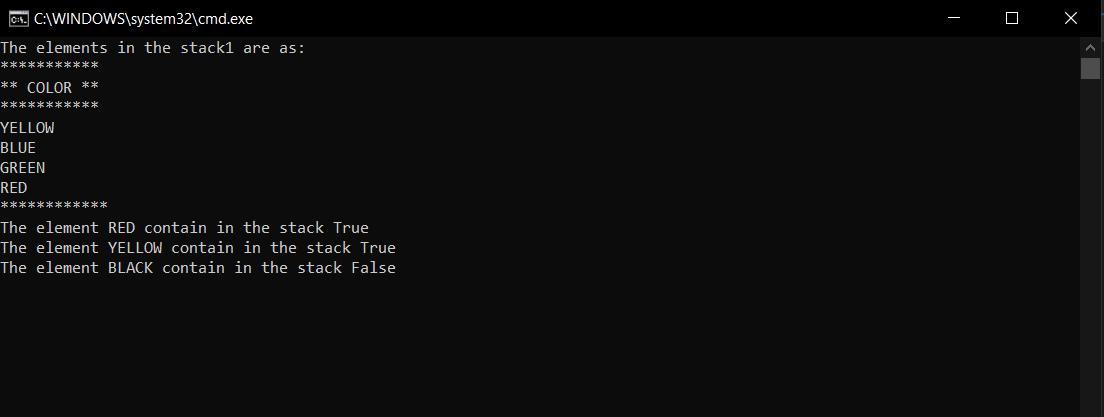 C:\WINDOWS\system32\cmd.exe
The elements in the stack1 are as:
***********
** COLOR **
***********
YELLOW
BLUE
GREEN
RED
************
The element RED contain in the stack True
The element YELLOW contain in the stack True
The element BLACK contain in the stack False